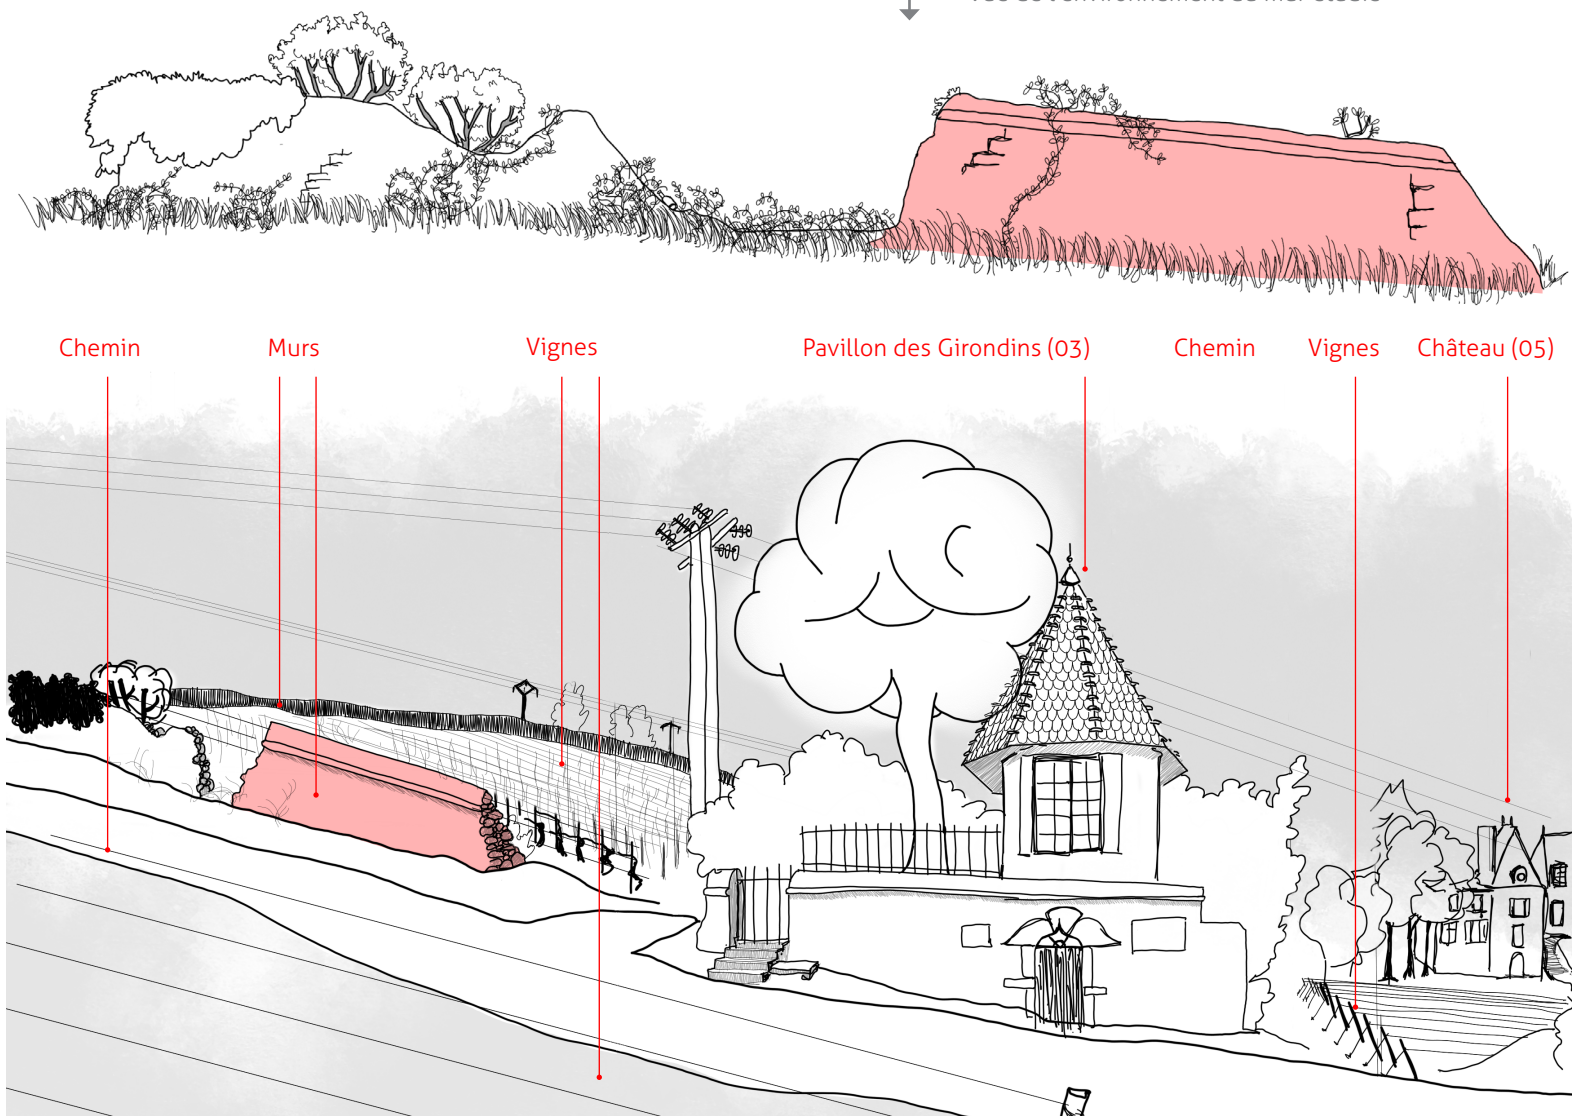 Chemin
Murs
Vignes
Pavillon des Girondins (03)
Chemin
Vignes
Château (05)